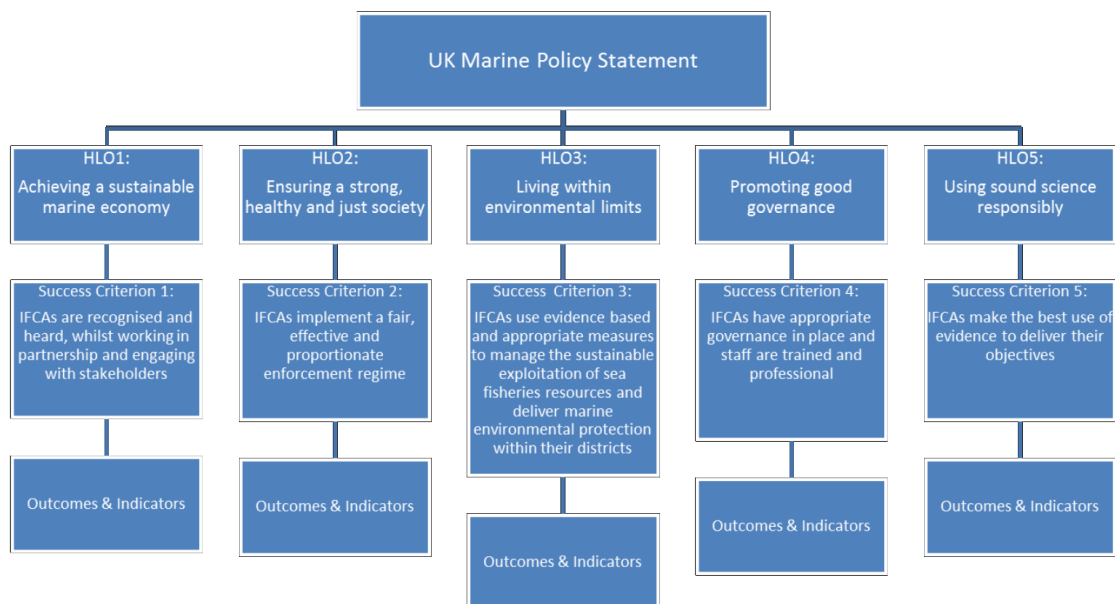 UK Marine Policy Statement
HLO1:
Achieving a sustainable
marine economy
HLO2:
Ensuring a strong,
healthy and just society
HLO3:
Living within
environmental limits
HLO4:
Promoting good
governance
HLO5:
Using sound science
responsibly
Success Criterion 1:
IFCAs are recognised and
heard, whilst working in
partnership and engaging
with stakeholders
Success Criterion 2:
IFCAs implement a fair,
effective and
proportionate
enforcement regime
Success Criterion 3:
IFCAs use evidence based
and appropriate measures
to manage the sustainable
exploitation of sea
fisheries resources and
deliver marine
environmental protection
within their districts
Success Criterion 4:
IFCAs have appropriate
governance in place and
staff are trained and
professional
Success Criterion 5:
IFCAs make the best use of
evidence to deliver their
objectives
Outcomes & Indicators
Outcomes & Indicators
Outcomes & Indicators
Outcomes & Indicators
Outcomes & Indicators